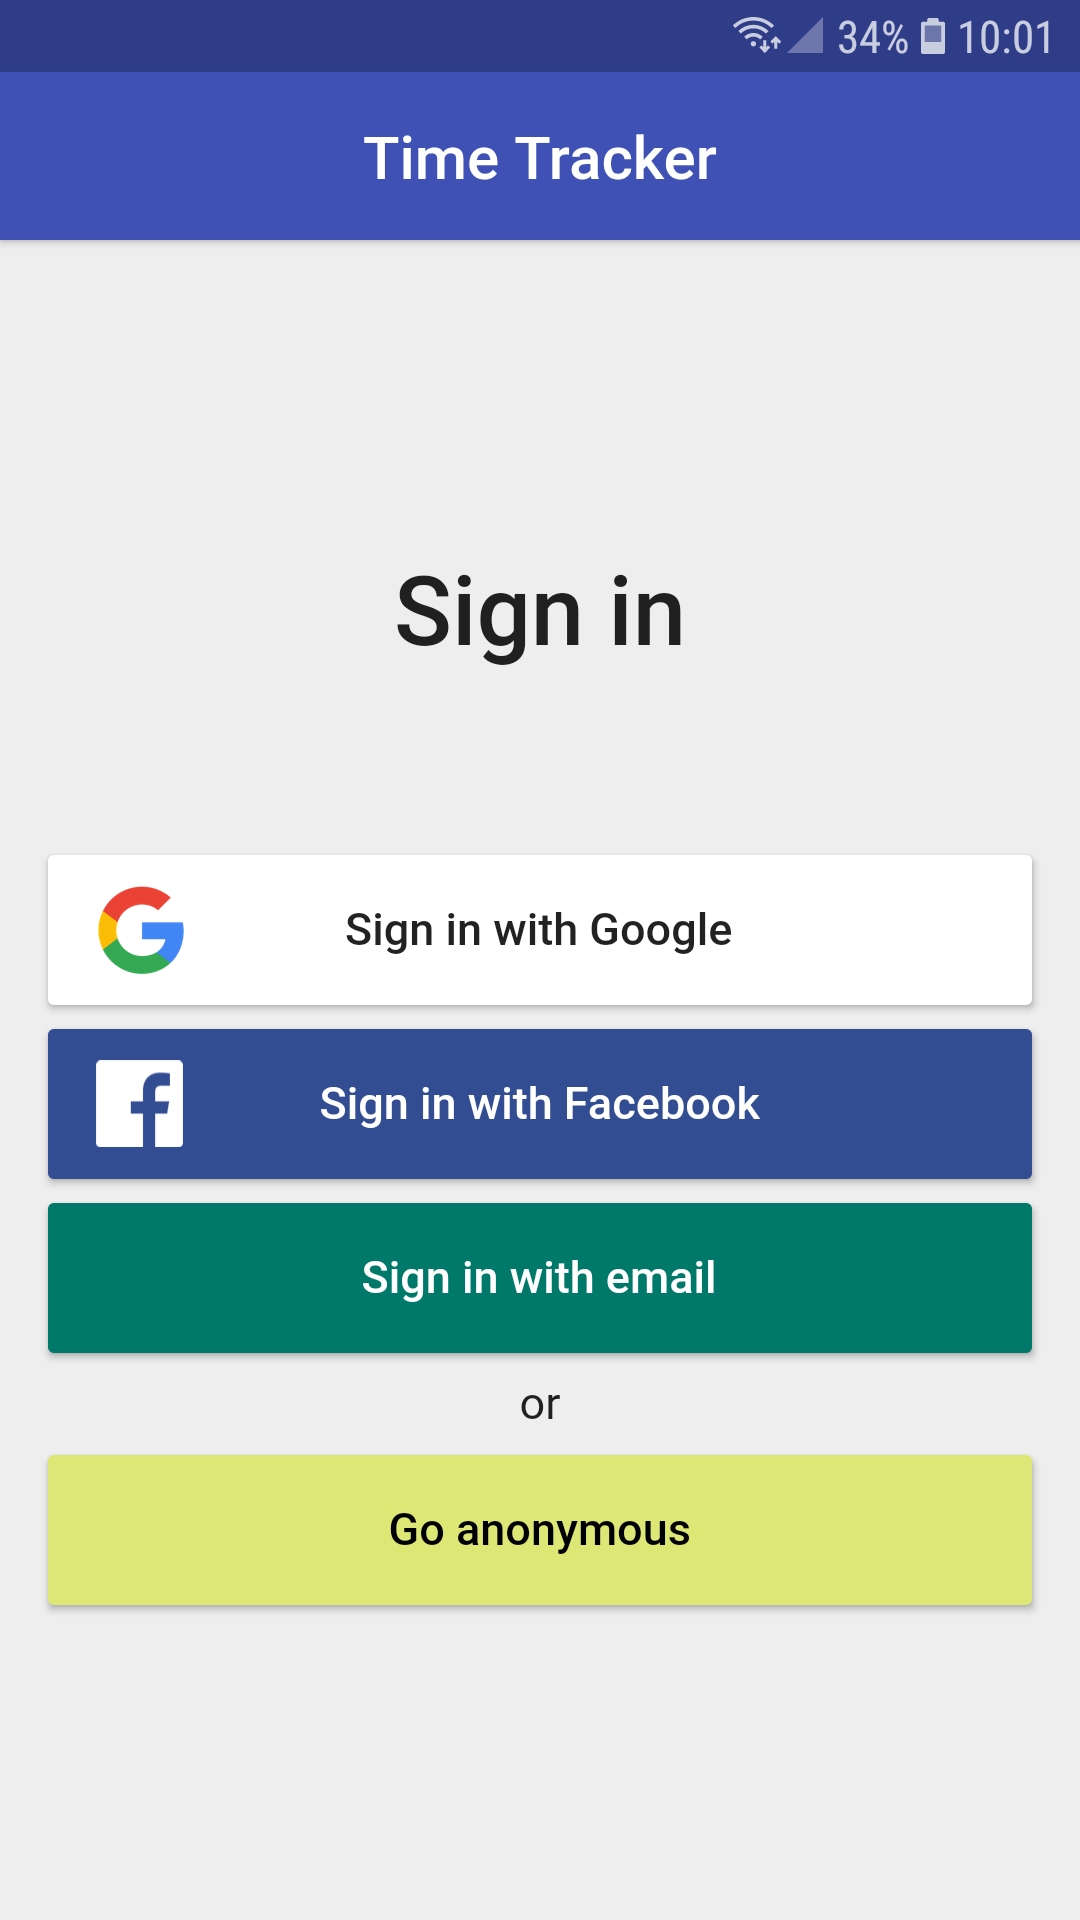 34% 10:01
Time Tracker
Sign in
Sign in with Google
Sign in with Facebook
Sign in with email
or
Go anonymous